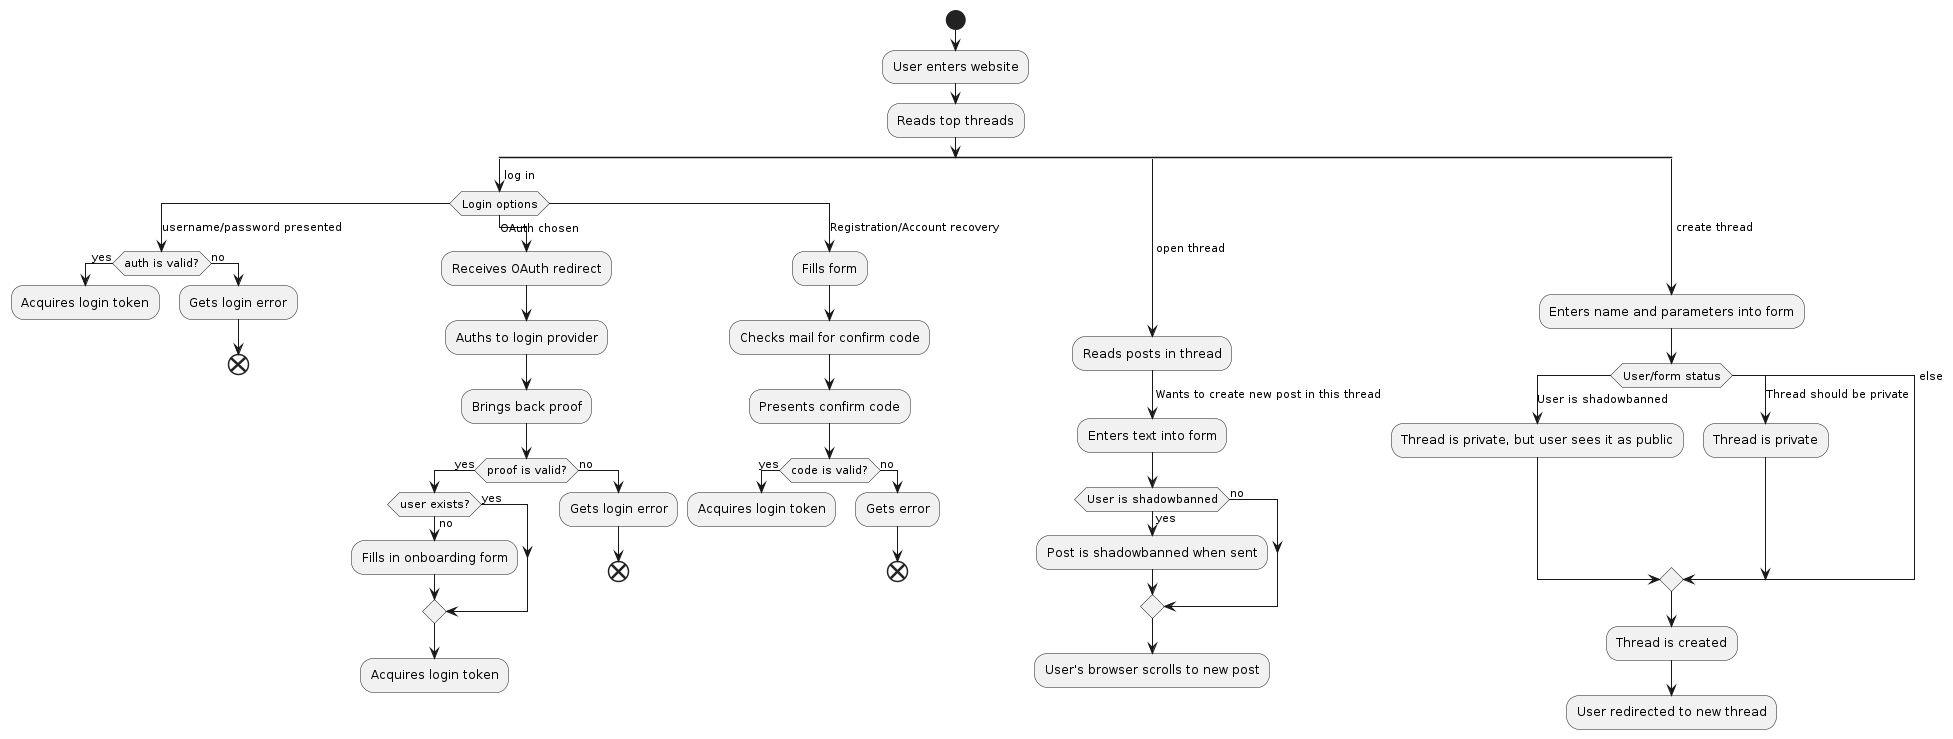 User enters website
Reads top threads
log in
Login options
username/password presented
auth is valid?
yes
no
Acquires login token
Gets login error
OAuth chosen
Receives OAuth redirect
Auths to login provider
Brings back proof
proof is valid?
yes
no
user exists?
yes
no
Fills in onboarding form
Acquires login token
Gets login error
Registration/Account recovery
Fills form
Checks mail for confirm code
Presents confirm code
code is valid?
yes
no
Acquires login token
Gets error
open thread
Reads posts in thread
Wants to create new post in this thread
Enters text into form
User is shadowbanned
no
yes
Post is shadowbanned when sent
User's browser scrolls to new post
create thread
Enters name and parameters into form
User/form status
User is shadowbanned
Thread is private, but user sees it as public
Thread should be private
Thread is private
else
Thread is created
User redirected to new thread